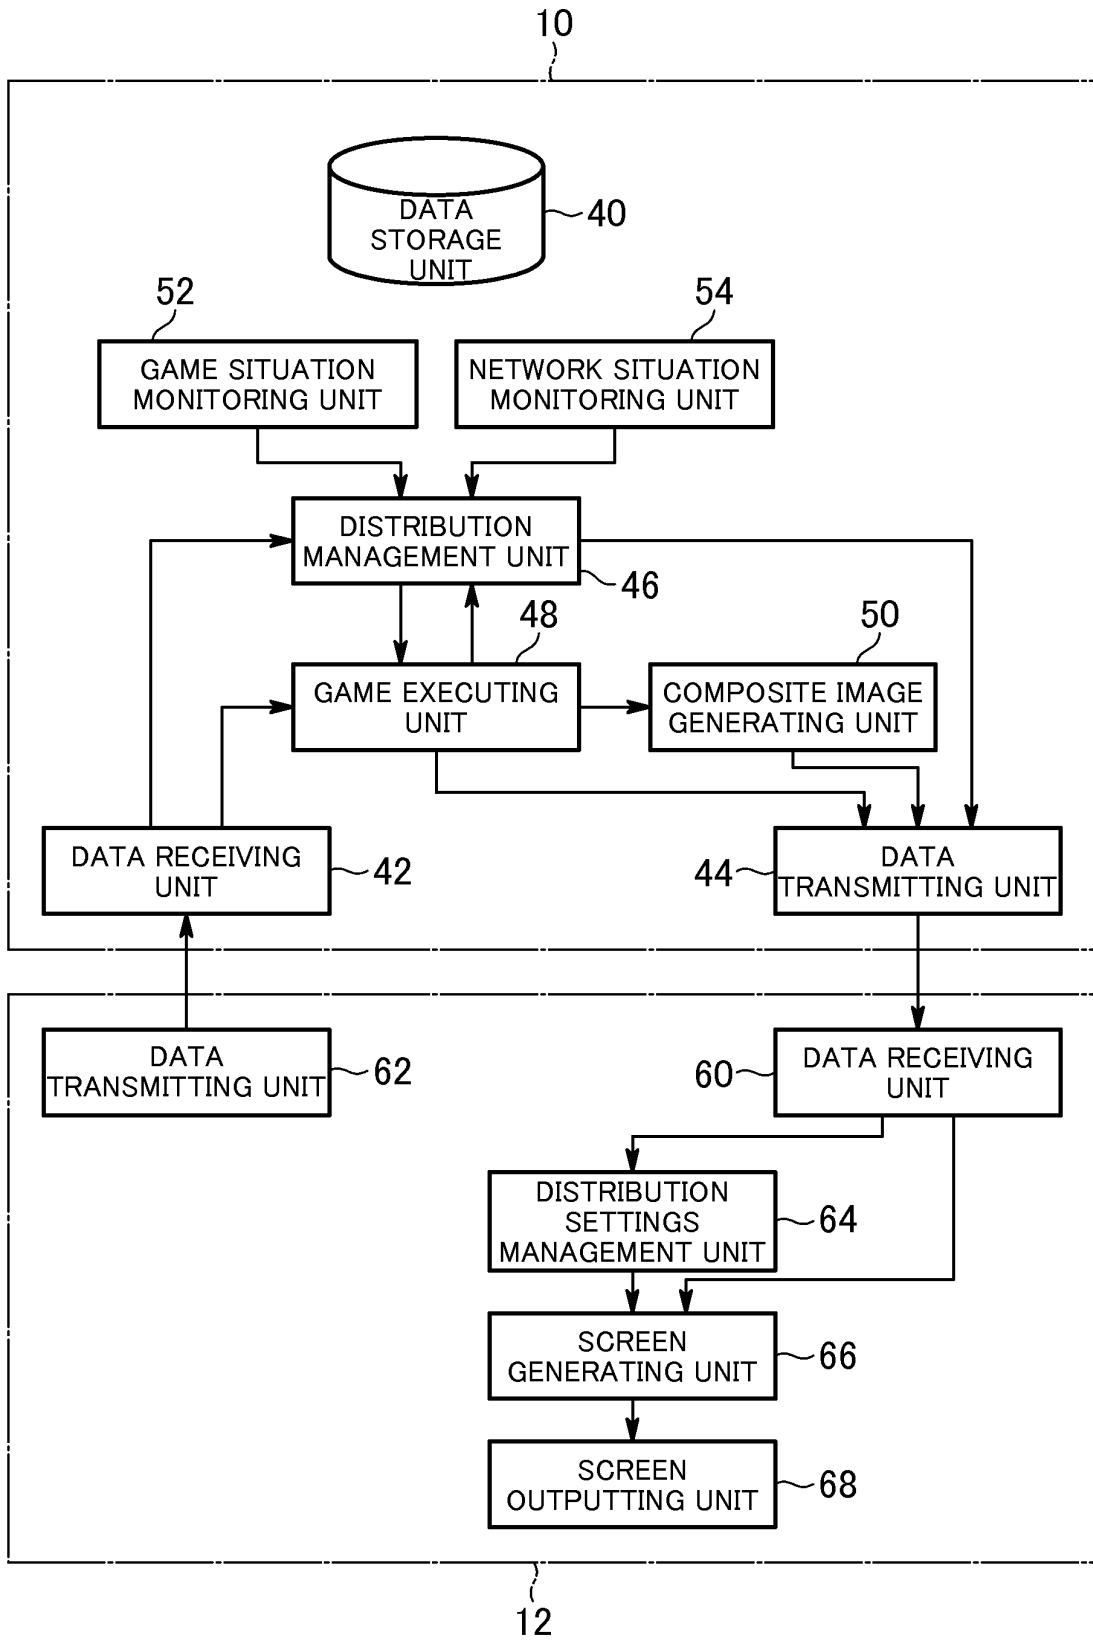 10
DATA
STORAGE
UNIT
40
52
54
GAME SITUATION
MONITORING UNIT
NETWORK SITUATION
MONITORING UNIT
DISTRIBUTION
MANAGEMENT UNIT
46
48
50
GAME EXECUTING
UNIT
COMPOSITE IMAGE
GENERATING UNIT
DATA RECEIVING
UNIT
42
44
DATA
TRANSMITTING UNIT
DATA
TRANSMITTING UNIT
62
60
DATA RECEIVING
UNIT
DISTRIBUTION
SETTINGS
MANAGEMENT UNIT
64
SCREEN
GENERATING UNIT
66
SCREEN
OUTPUTTING UNIT
68
12